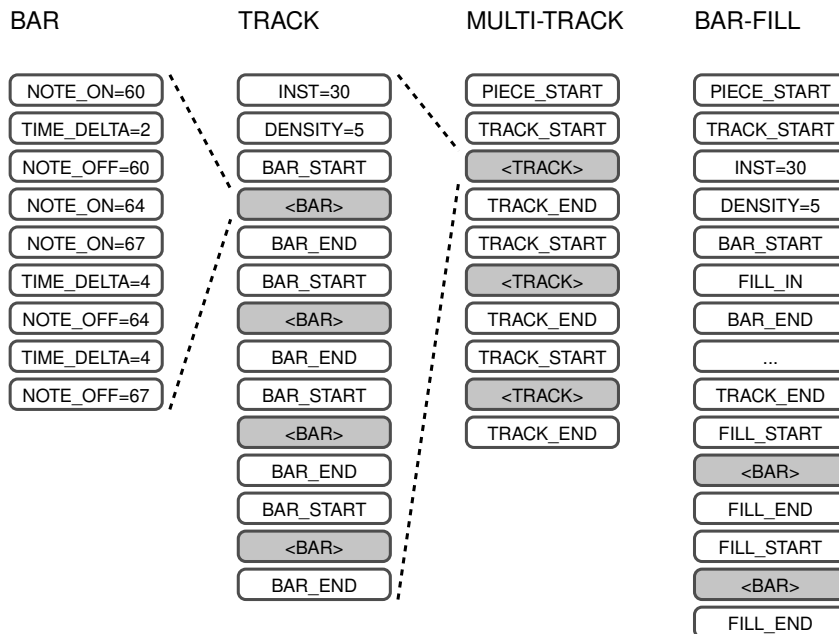 BAR
NOTE_ON=60
TIME_DELTA=2
NOTE_OFF=60
NOTE_ON=64
NOTE_ON=67
TIME_DELTA=4
NOTE_OFF=64
TIME_DELTA=4
NOTE_OFF=67
TRACK
INST=30
DENSITY=5
BAR_START
<BAR>
BAR_END
BAR_START
<BAR>
BAR_END
BAR_START
<BAR>
BAR_END
BAR_START
<BAR>
BAR_END
MULTI-TRACK
PIECE_START
TRACK_START
<TRACK>
TRACK_END
TRACK_START
<TRACK>
TRACK_END
TRACK_START
<TRACK>
TRACK_END
BAR-FILL
PIECE_START
TRACK_START
INST=30
DENSITY=5
BAR_START
FILL_IN
BAR_END
...
TRACK_END
FILL_START
<BAR>
FILL_END
FILL_START
<BAR>
FILL_END